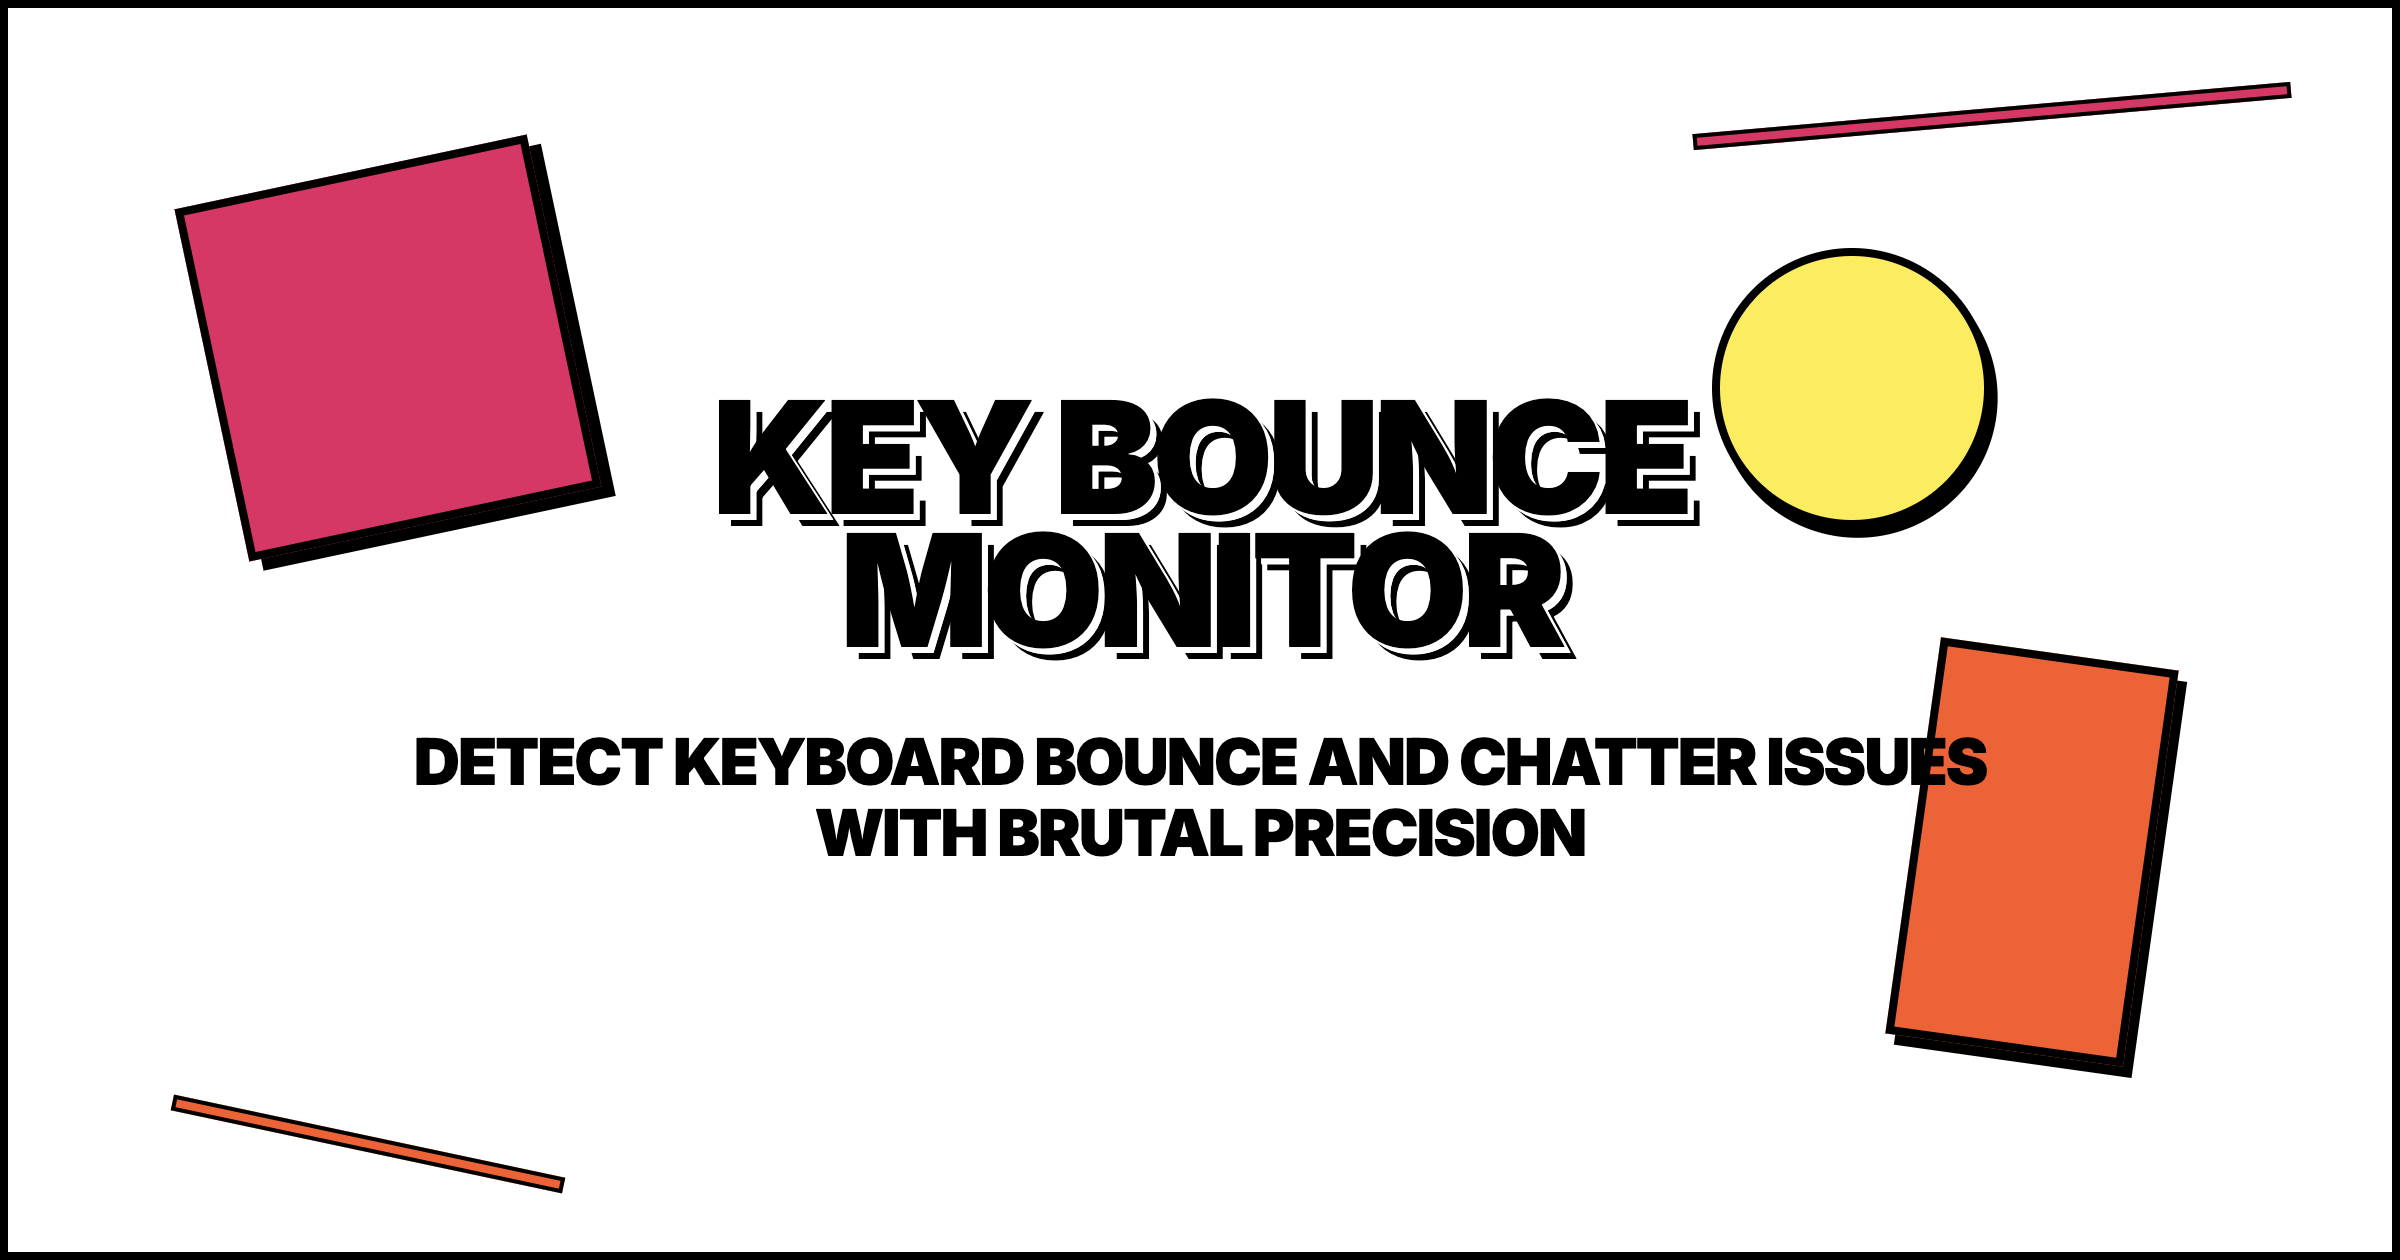 KEY BOUNCE
MONITOR
DETECT KEYBOARD BOUNCE AND CHATTER ISSUES
WITH BRUTAL PRECISION